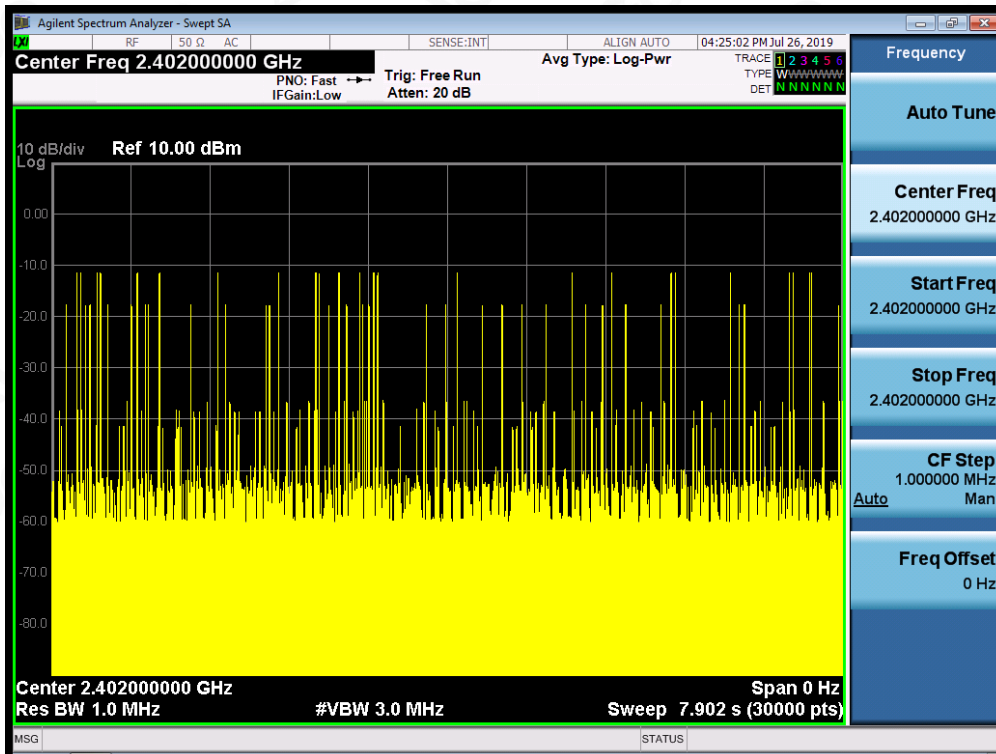 Agilent Spectrum Analyzer - Swept SA
LXI RF 50 Ω AC SENSE:INT ALIGN AUTO 04:25:02 PM Jul 26, 2019
Center Freq 2.402000000 GHz
PNO: Fast
IFGain:Low
Trig: Free Run
Atten: 20 dB
Avg Type: Log-Pwr
TRACE 1 2 3 4 5 6
TYPE W W W W W W
DET N N N N N N
10 dB/div Ref 10.00 dBm
Log
0.00
-10.0
-20.0
-30.0
-40.0
-50.0
-60.0
-70.0
-80.0
Center 2.402000000 GHz Span 0 Hz
Res BW 1.0 MHz #VBW 3.0 MHz Sweep 7.902 s (30000 pts)
MSG STATUS
Frequency
Auto Tune
Center Freq
2.402000000 GHz
Start Freq
2.402000000 GHz
Stop Freq
2.402000000 GHz
CF Step
1.000000 MHz
Auto Man
Freq Offset
0 Hz